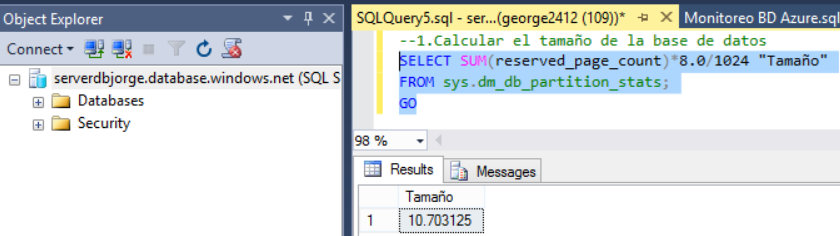 Object Explorer
Connect
serverdbjorge.database.windows.net (SQL S
Databases
Security
SQLQuery5.sql - ser...(george2412 (109))*
Monitoreo BD Azure.sql
--1.Calcular el tamaño de la base de datos
SELECT SUM(reserved_page_count)*8.0/1024 "Tamaño"
FROM sys.dm_db_partition_stats;
GO
98 %
Results
Messages
Tamaño
1 10.703125